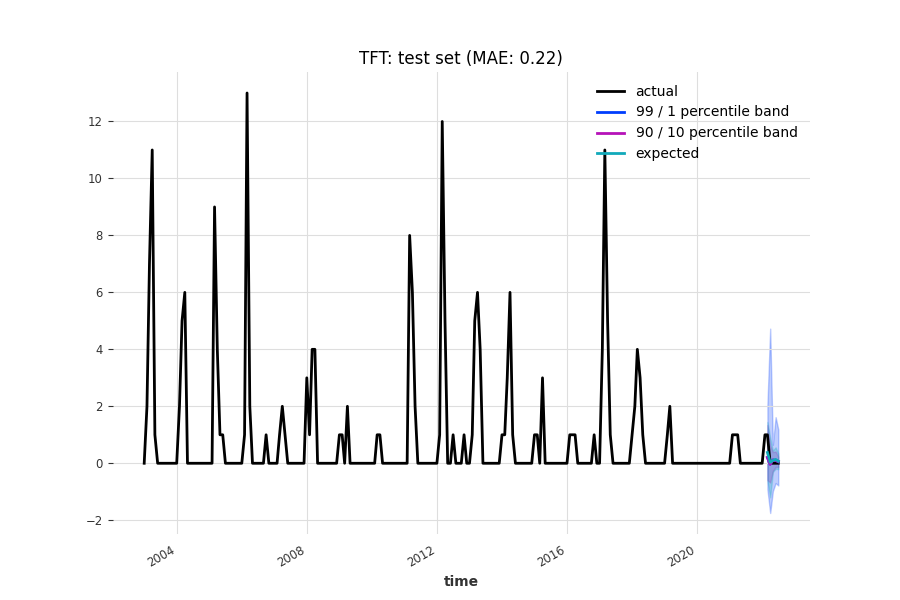 TFT: test set (MAE: 0.22)
actual
99 / 1 percentile band
90 / 10 percentile band
expected
12
10
8
6
4
2
0
−2
2004
2008
2012
2016
2020
time